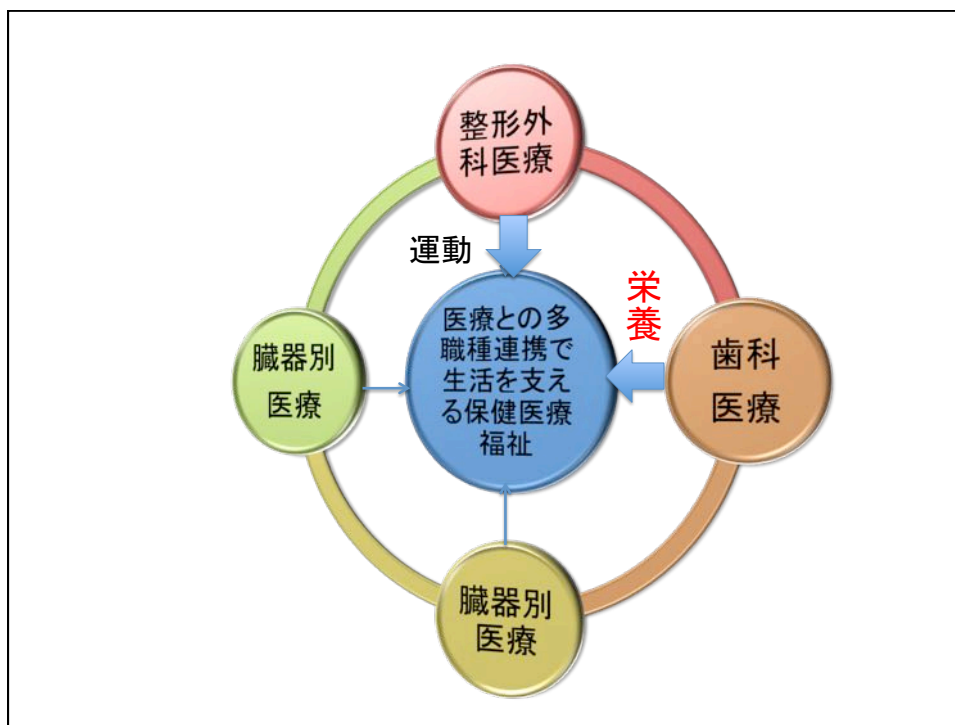 整形外
科医療
運動
栄
養
医療との多
職種連携で
生活を支え
る保健医療
福祉
歯科
医療
臓器別
医療
臓器別
医療